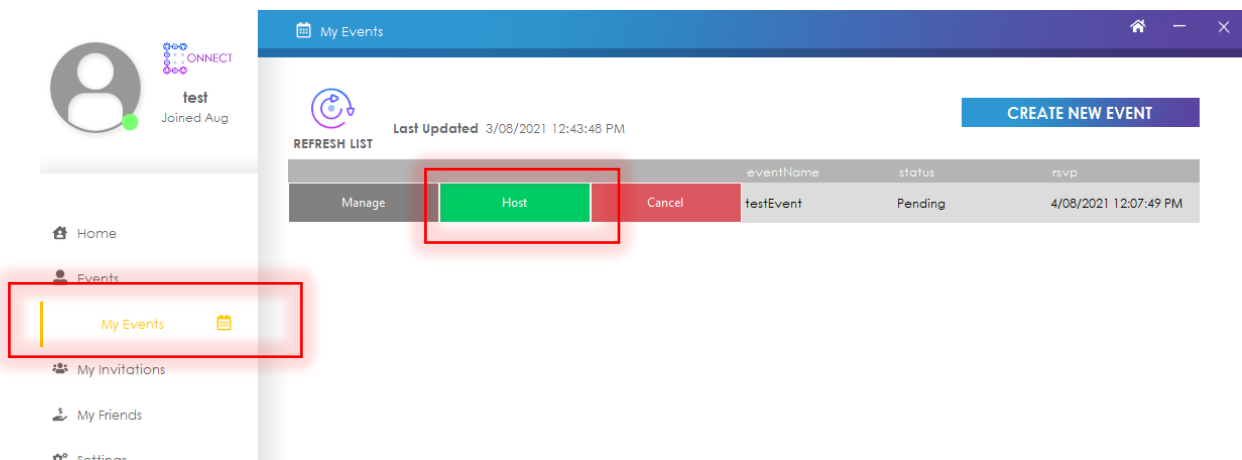 ONNECT
test
Joined Aug
Home
Events
My Events
My Invitations
My Friends
Settings
My Events
REFRESH LIST
Last Updated 3/08/2021 12:43:48 PM
CREATE NEW EVENT
eventName status rsvp
Manage Host Cancel testEvent Pending 4/08/2021 12:07:49 PM